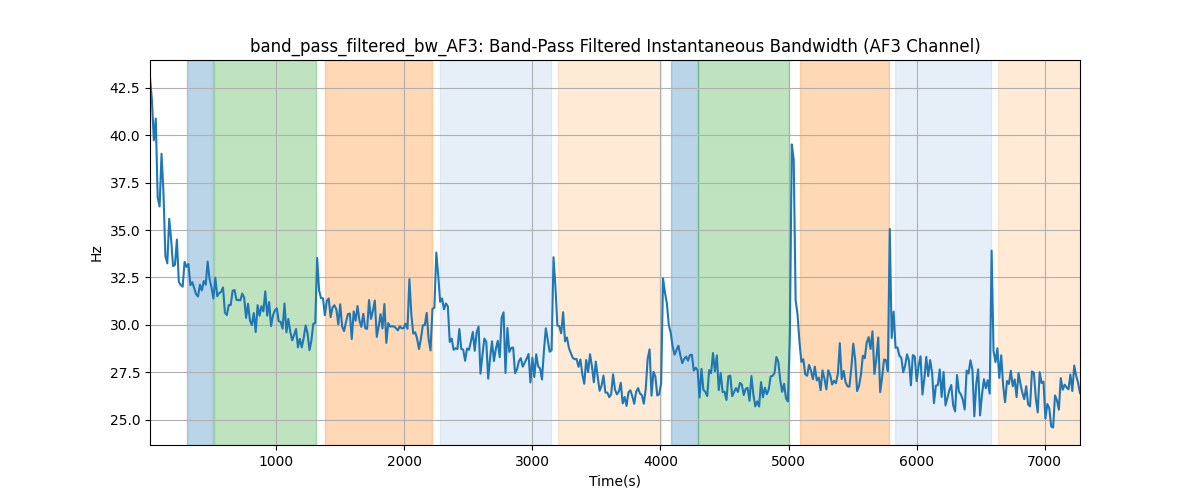 band_pass_filtered_bw_AF3: Band-Pass Filtered Instantaneous Bandwidth (AF3 Channel)
42.5
40.0
37.5
35.0
32.5
30.0
27.5
25.0
Hz
1000 2000 3000 4000 5000 6000 7000
Time(s)